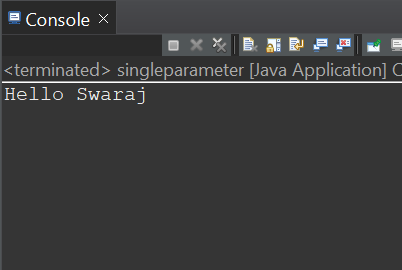 Console
<terminated> singleparameter [Java Application] C
Hello Swaraj